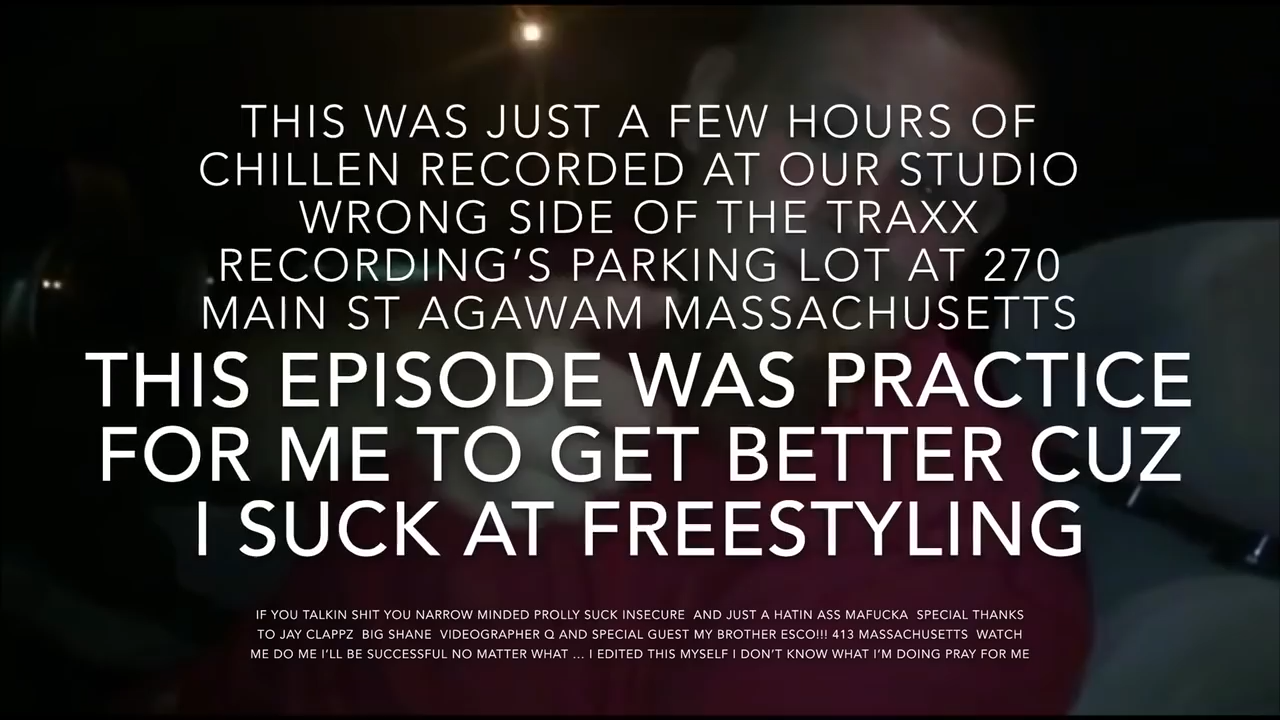 THIS WAS JUST A FEW HOURS OF
CHILLEN RECORDED AT OUR STUDIO
WRONG SIDE OF THE TRAXX
RECORDING’S PARKING LOT AT 270
MAIN ST AGAWAM MASSACHUSETTS
THIS EPISODE WAS PRACTICE
FOR ME TO GET BETTER CUZ
I SUCK AT FREESTYLING
IF YOU TALKIN SHIT YOU NARROW MINDED PROLLY SUCK INSECURE  AND JUST A HATIN ASS MAFUCKA  SPECIAL THANKS
TO JAY CLAPPZ  BIG SHANE  VIDEOGRAPHER Q AND SPECIAL GUEST MY BROTHER ESCO!!! 413 MASSACHUSETTS  WATCH
ME DO ME I’LL BE SUCCESSFUL NO MATTER WHAT ... I EDITED THIS MYSELF I DON’T KNOW WHAT I’M DOING PRAY FOR ME